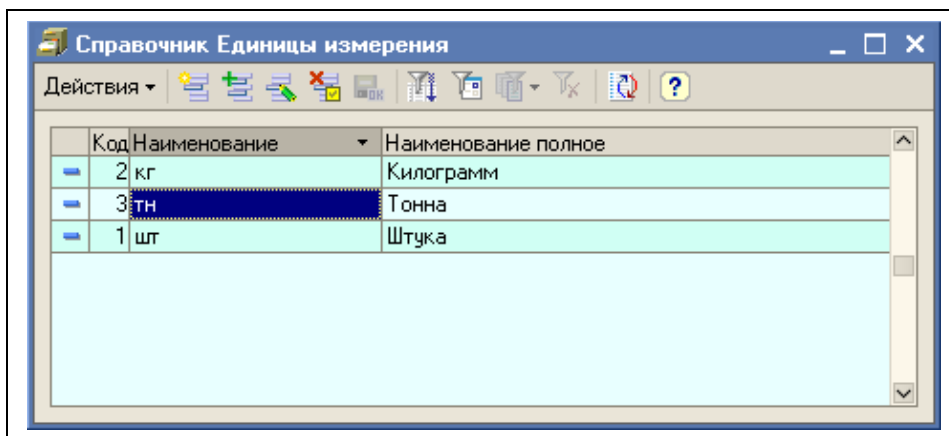 Справочник Единицы измерения
Действия
Код Наименование Наименование полное
2 кг Килограмм
3 тн Тонна
1 шт Штука